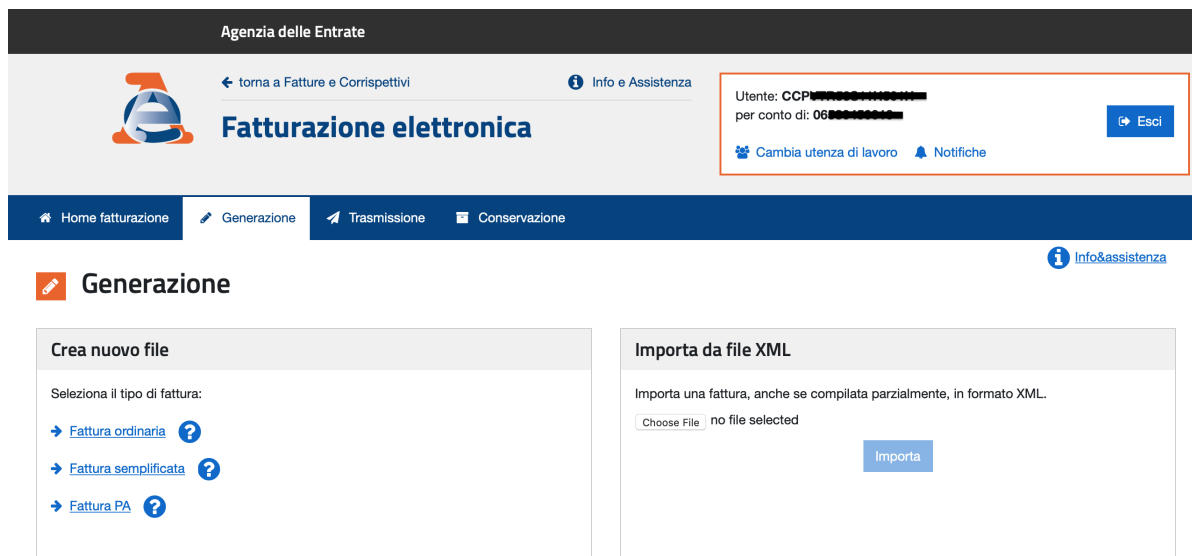 Agenzia delle Entrate
torna a Fatture e Corrispettivi
Info e Assistenza
Fatturazione elettronica
Utente: CCP
per conto di: 06
Esci
Cambia utenza di lavoro
Notifiche
Home fatturazione
Generazione
Trasmissione
Conservazione
Info&assistenza
Generazione
Crea nuovo file
Seleziona il tipo di fattura:
Fattura ordinaria
Fattura semplificata
Fattura PA
Importa da file XML
Importa una fattura, anche se compilata parzialmente, in formato XML.
Choose File no file selected
Importa